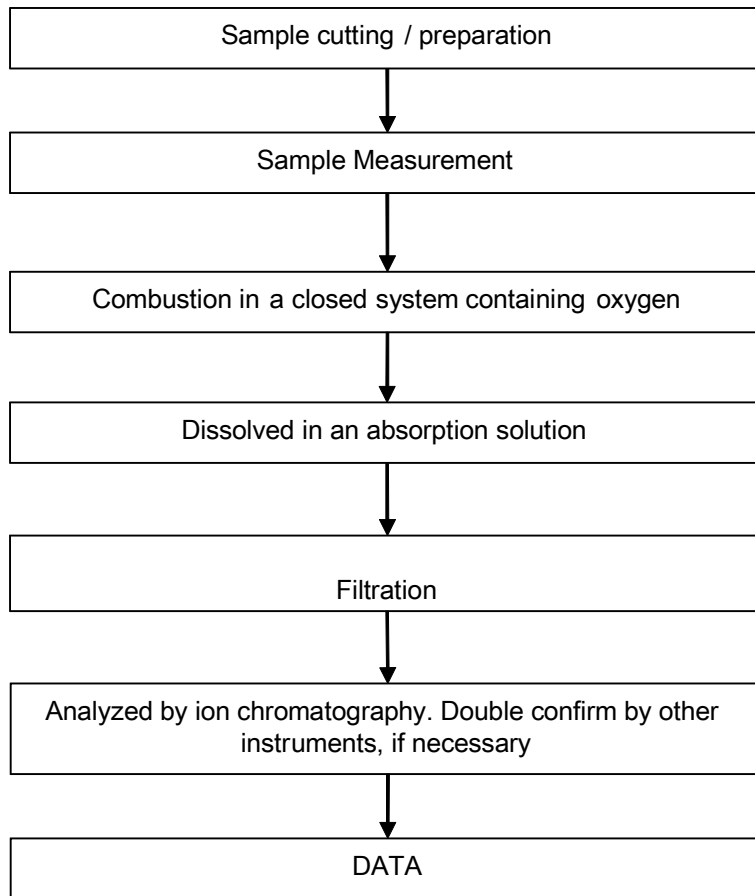 Sample cutting / preparation
Sample Measurement
Combustion in a closed system containing oxygen
Dissolved in an absorption solution
Filtration
Analyzed by ion chromatography. Double confirm by other
instruments, if necessary
DATA